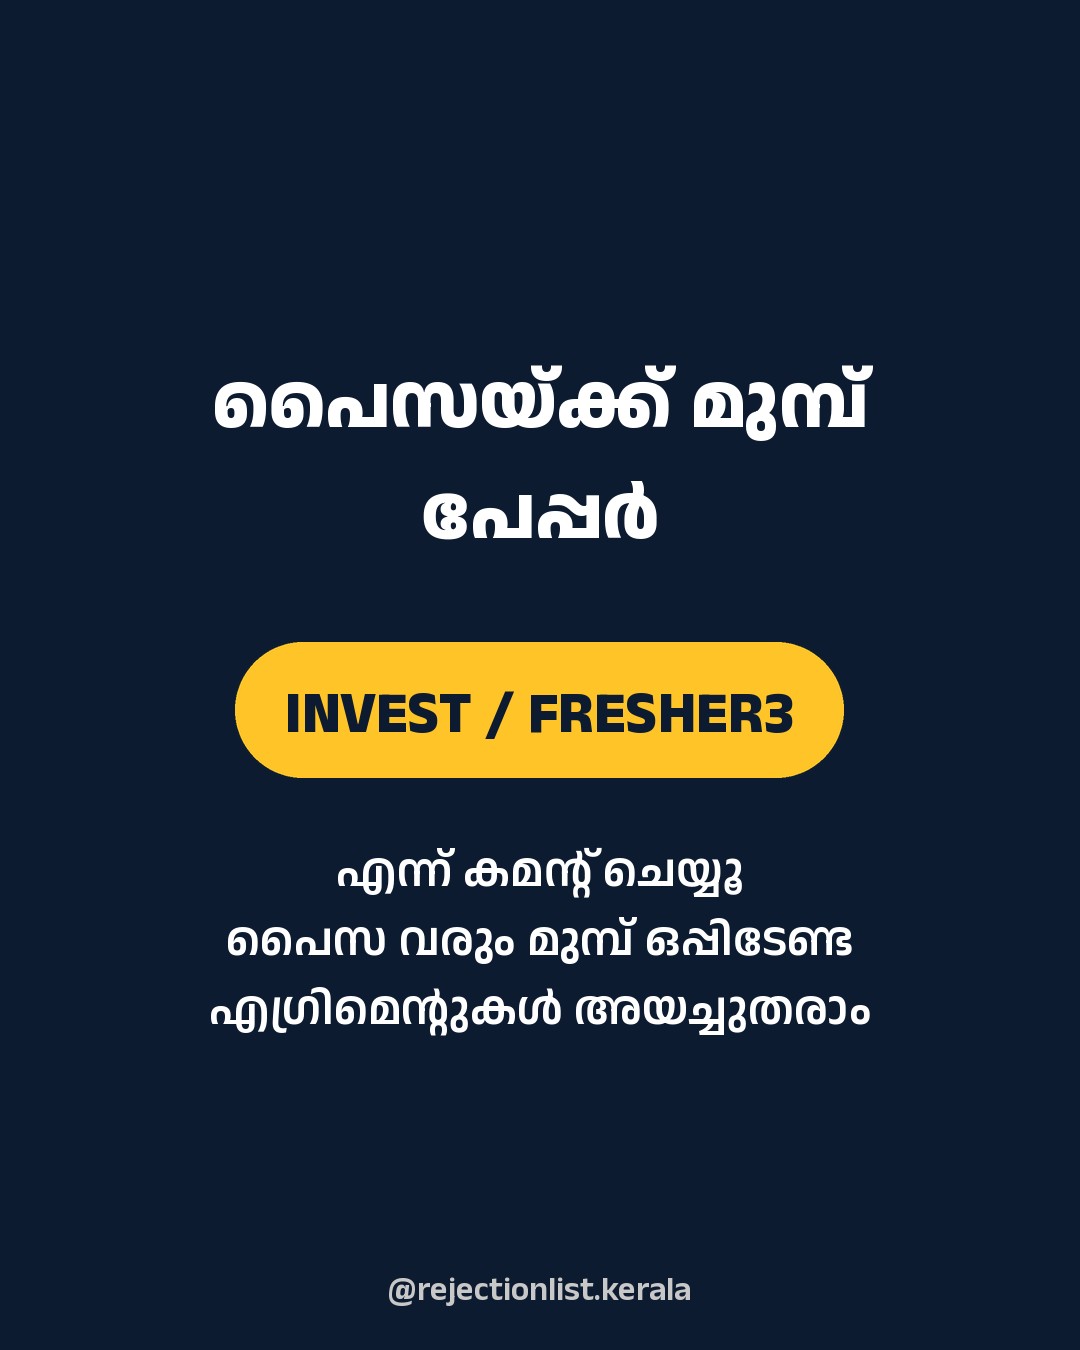 പൈസയ്ക്ക് മുമ്പ്
പേപ്പർ
INVEST / FRESHER3
എന്ന് കമന്റ് ചെയ്യൂ
പൈസ വരും മുമ്പ് ഒപ്പിടേണ്ട
എഗ്രിമെന്റുകൾ അയച്ചുതരാം
@rejectionlist.kerala